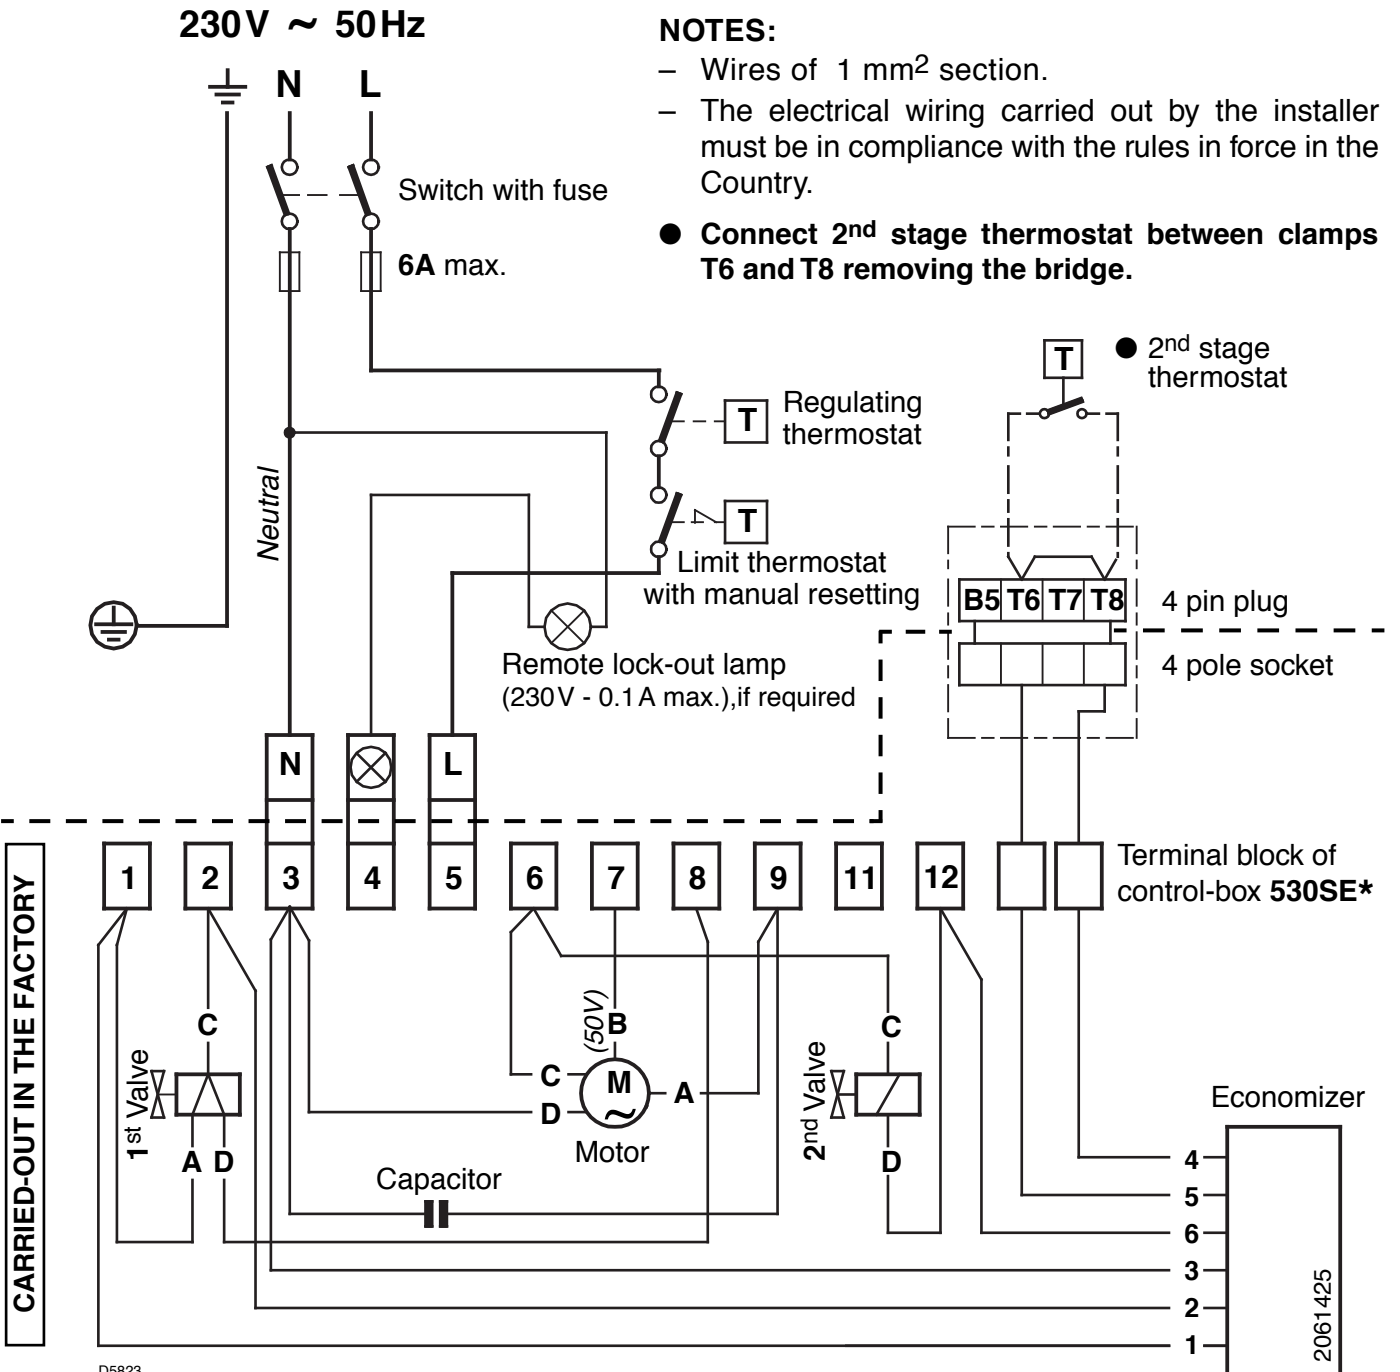 230V ~ 50Hz
N L
Switch with fuse
6A max.
NOTES:
– Wires of 1 mm2 section.
– The electrical wiring carried out by the installer
must be in compliance with the rules in force in the
Country.
● Connect 2nd stage thermostat between clamps
T6 and T8 removing the bridge.
T
● 2nd stage
thermostat
T
Regulating
thermostat
Neutral
T
Limit thermostat
with manual resetting
B5 T6 T7 T8
4 pin plug
4 pole socket
Remote lock-out lamp
(230V - 0.1A max.),if required
N L
1 2 3 4 5 6 7 8 9 11 12
Terminal block of
control-box 530SE*
CARRIED-OUT IN THE FACTORY
C
1st Valve
A D
(50V)
B
C
D
M
~
A
Motor
Capacitor
C
2nd Valve
D
Economizer
4
5
6
3
2
1
2061425
D5823